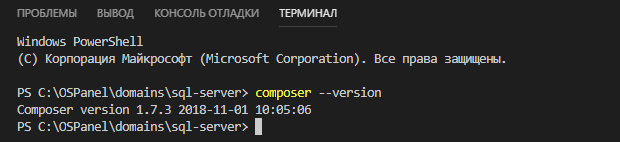 ПРОБЛЕМЫ ВЫВОД КОНСОЛЬ ОТЛАДКИ ТЕРМИНАЛ
Windows PowerShell
(C) Корпорация Майкрософт (Microsoft Corporation). Все права защищены.
PS C:\OSPanel\domains\sql-server> composer --version
Composer version 1.7.3 2018-11-01 10:05:06
PS C:\OSPanel\domains\sql-server>